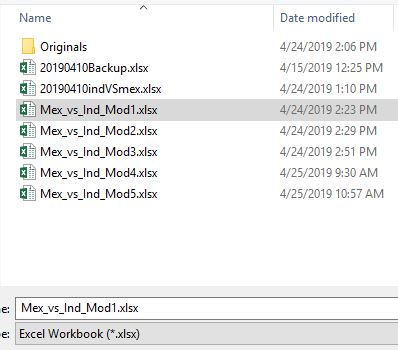 Name Date modified
Originals 4/24/2019 2:06 PM
20190410Backup.xlsx 4/15/2019 12:25 PM
20190410indVSmex.xlsx 4/24/2019 1:10 PM
Mex_vs_Ind_Mod1.xlsx 4/24/2019 2:23 PM
Mex_vs_Ind_Mod2.xlsx 4/24/2019 2:29 PM
Mex_vs_Ind_Mod3.xlsx 4/24/2019 2:51 PM
Mex_vs_Ind_Mod4.xlsx 4/25/2019 9:30 AM
Mex_vs_Ind_Mod5.xlsx 4/25/2019 10:57 AM
ne: Mex_vs_Ind_Mod1.xlsx
pe: Excel Workbook (*.xlsx)